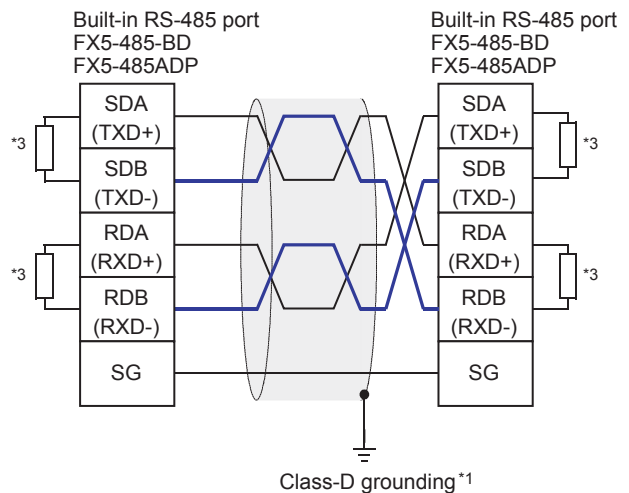 Built-in RS-485 port
FX5-485-BD
FX5-485ADP
Built-in RS-485 port
FX5-485-BD
FX5-485ADP
SDA
(TXD+)
SDB
(TXD-)
RDA
(RXD+)
RDB
(RXD-)
SG
*3
*3
SDA
(TXD+)
SDB
(TXD-)
RDA
(RXD+)
RDB
(RXD-)
SG
*3
*3
Class-D grounding*1